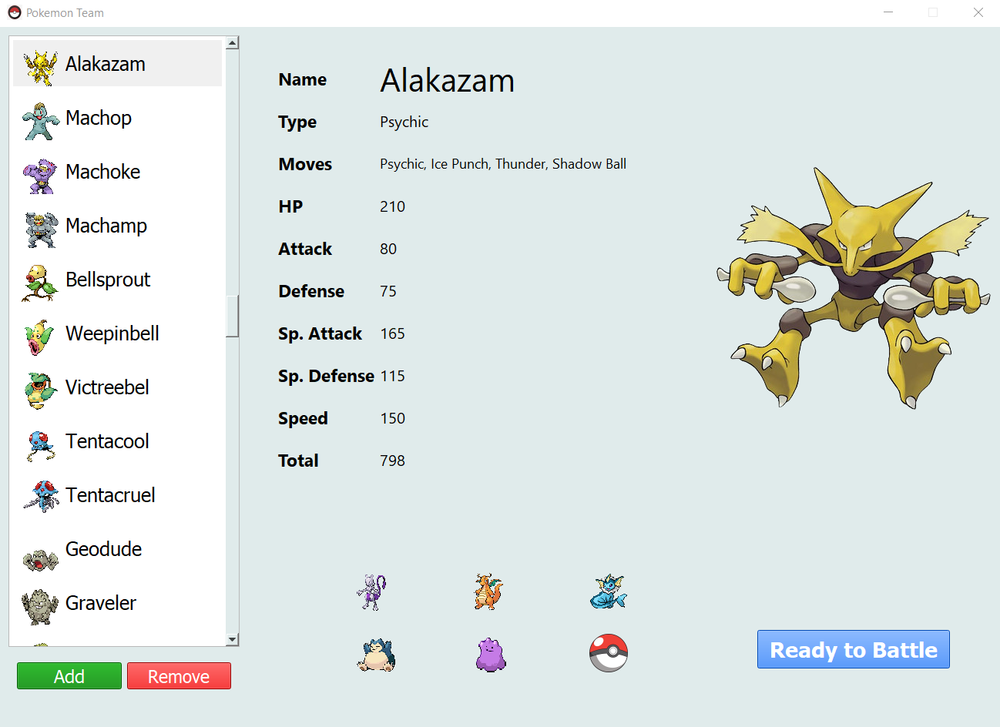 Pokemon Team
Alakazam
Machop
Machoke
Machamp
Bellsprout
Weepinbell
Victreebel
Tentacool
Tentacruel
Geodude
Graveler
Add Remove
Name Alakazam
Type Psychic
Moves Psychic, Ice Punch, Thunder, Shadow Ball
HP 210
Attack 80
Defense 75
Sp. Attack 165
Sp. Defense 115
Speed 150
Total 798
Ready to Battle